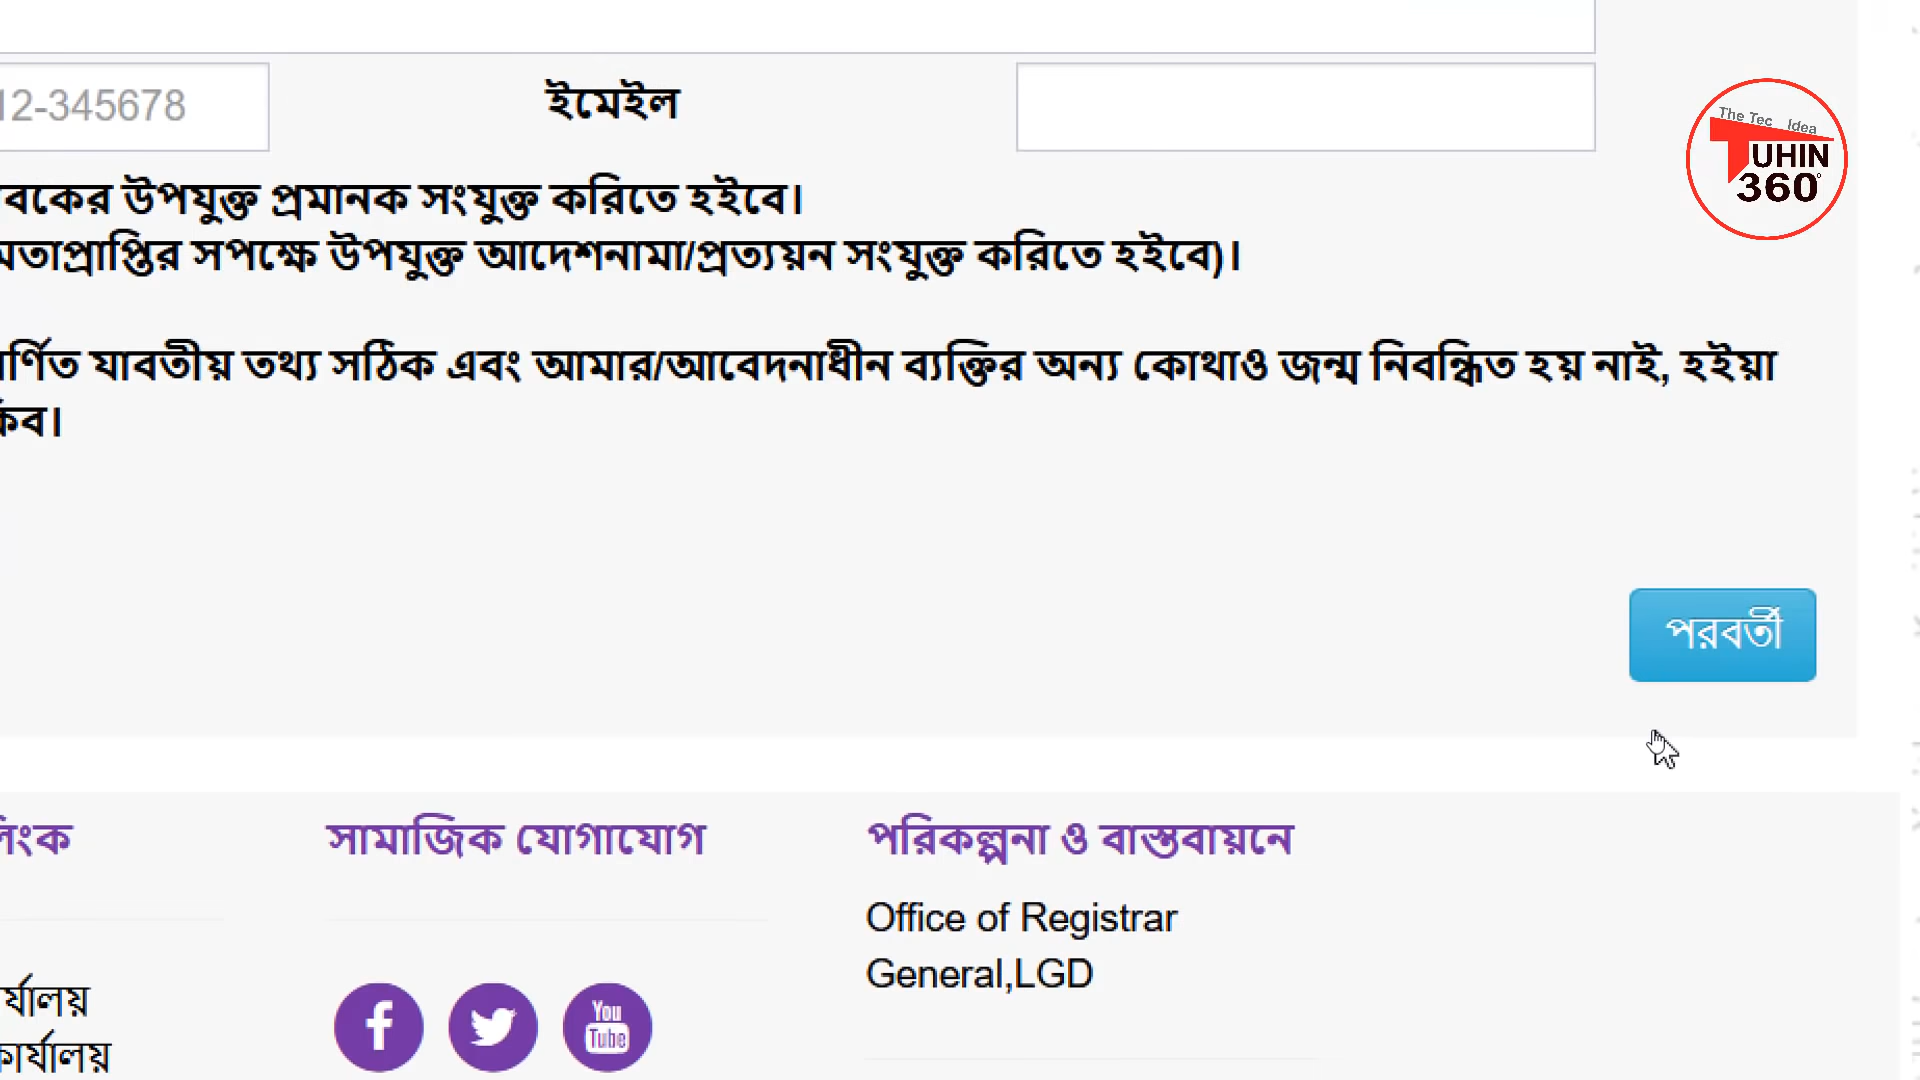 12-345678
ইমেইল
The Tec Idea
TUHIN
360°
বকের উপযুক্ত প্রমানক সংযুক্ত করিতে হইবে।
মতাপ্রাপ্তির সপক্ষে উপযুক্ত আদেশনামা/প্রত্যয়ন সংযুক্ত করিতে হইবে)।
র্ণিত যাবতীয় তথ্য সঠিক এবং আমার/আবেদনাধীন ব্যক্তির অন্য কোথাও জন্ম নিবন্ধিত হয় নাই, হইয়া
কিব।
পরবর্তী
লিংক
সামাজিক যোগাযোগ
পরিকল্পনা ও বাস্তবায়নে
Office of Registrar
General,LGD
র্যালয়
কার্যালয়
You
Tube